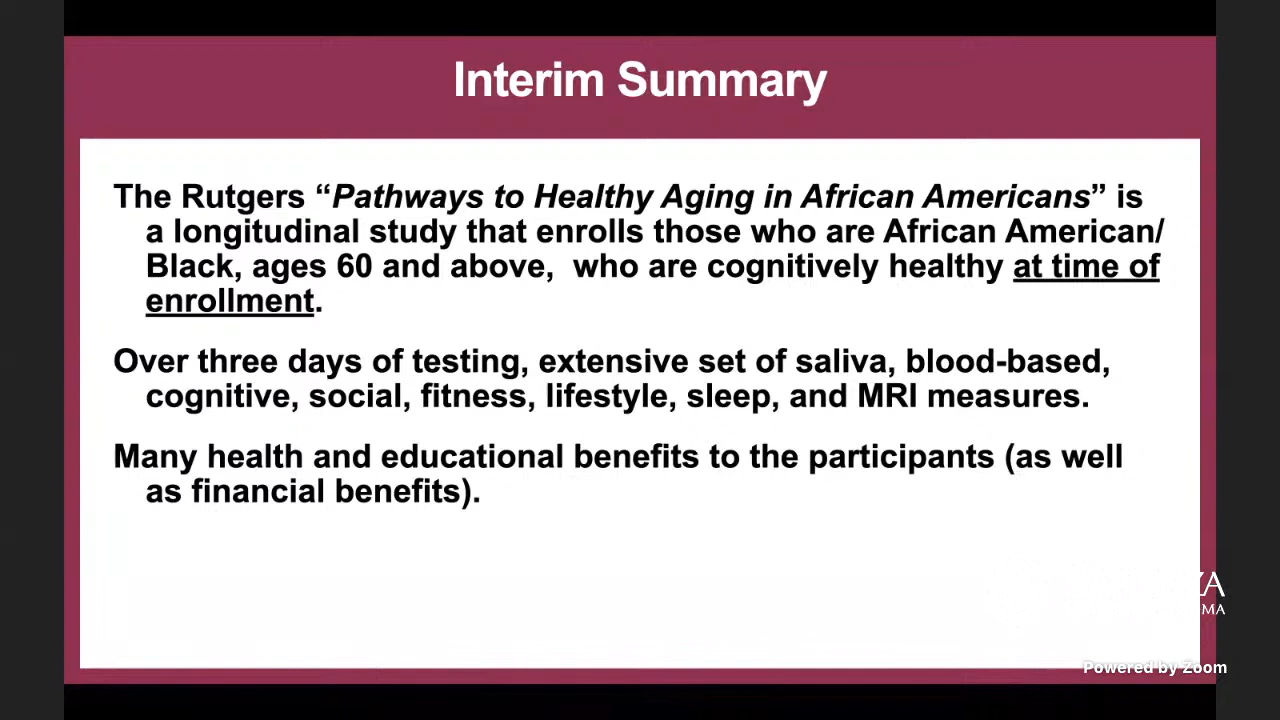 Interim Summary
The Rutgers “Pathways to Healthy Aging in African Americans” is
a longitudinal study that enrolls those who are African American/
Black, ages 60 and above,  who are cognitively healthy at time of
enrollment.
Over three days of testing, extensive set of saliva, blood-based,
cognitive, social, fitness, lifestyle, sleep, and MRI measures.
Many health and educational benefits to the participants (as well
as financial benefits).
ZA
MA
Powered by Zoom